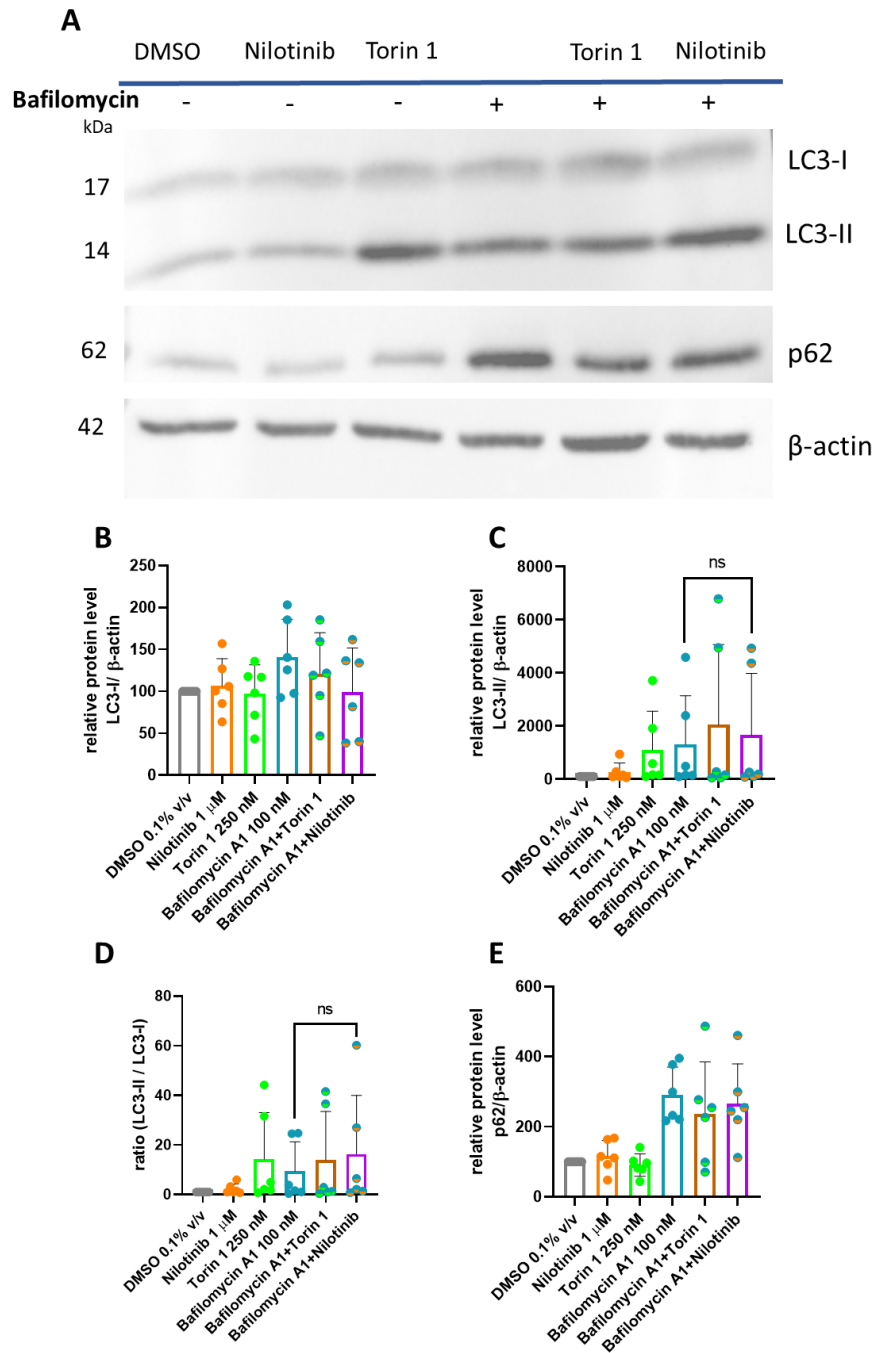 A
DMSO Nilotinib Torin 1 Torin 1 Nilotinib
Bafilomycin - - - + + +
kDa
17
14
LC3-I
LC3-II
62
p62
42
β-actin
B
relative protein level
LC3-I/ β-actin
250
200
150
100
50
0
DMSO 0.1% v/v
Nilotinib 1 μM
Torin 1 250 nM
Bafilomycin A1 100 nM
Bafilomycin A1+Torin 1
Bafilomycin A1+Nilotinib
C
relative protein level
LC3-II/ β-actin
8000
6000
4000
2000
0
ns
DMSO 0.1% v/v
Nilotinib 1 μM
Torin 1 250 nM
Bafilomycin A1 100 nM
Bafilomycin A1+Torin 1
Bafilomycin A1+Nilotinib
D
ratio (LC3-II / LC3-I)
80
60
40
20
0
ns
DMSO 0.1% v/v
Nilotinib 1 μM
Torin 1 250 nM
Bafilomycin A1 100 nM
Bafilomycin A1+Torin 1
Bafilomycin A1+Nilotinib
E
relative protein level
p62/β-actin
600
400
200
0
DMSO 0.1% v/v
Nilotinib 1 μM
Torin 1 250 nM
Bafilomycin A1 100 nM
Bafilomycin A1+Torin 1
Bafilomycin A1+Nilotinib